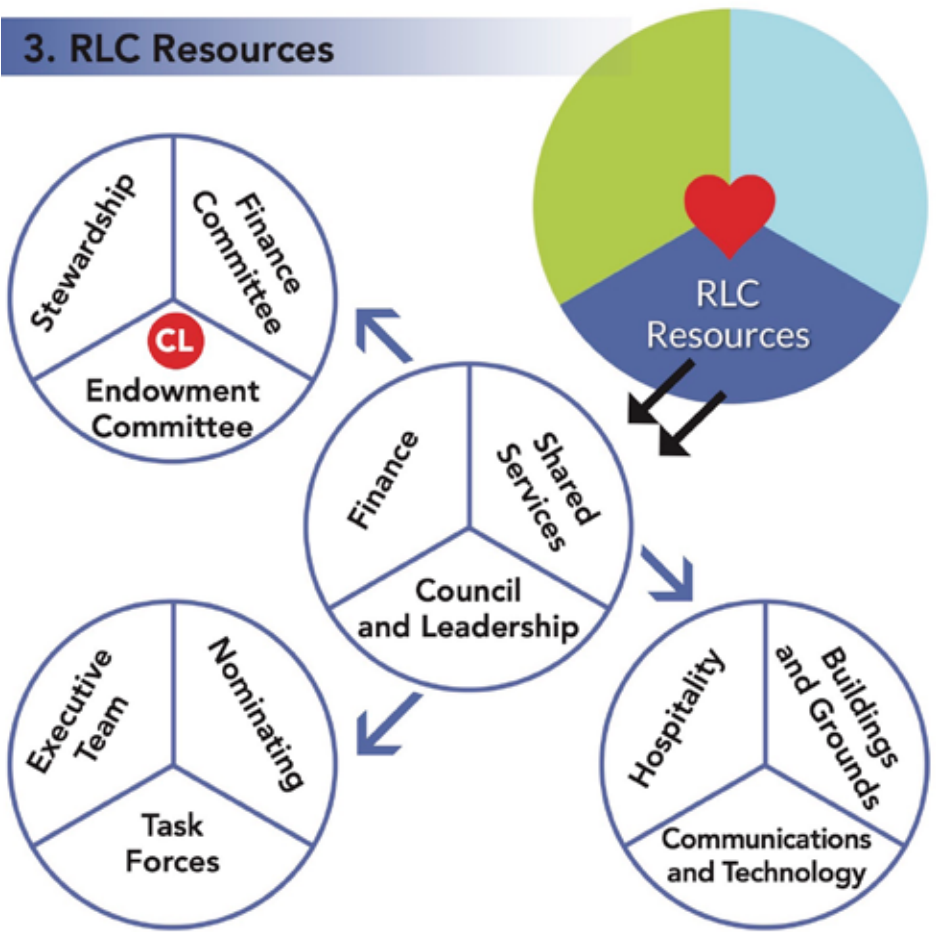 3. RLC Resources
RLC
Resources
Stewardship
Finance
Committee
CL
Endowment
Committee
Finance
Shared
Services
Council
and Leadership
Executive
Team
Nominating
Task
Forces
Hospitality
Buildings
and Grounds
Communications
and Technology